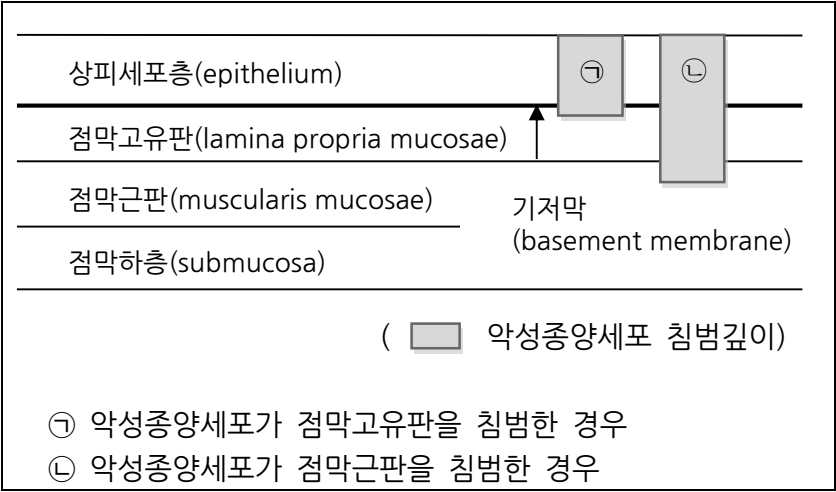 상피세포층(epithelium)
㉠
㉡
점막고유판(lamina propria mucosae)
점막근판(muscularis mucosae)
기저막
(basement membrane)
점막하층(submucosa)
( 악성종양세포 침범깊이)
㉠ 악성종양세포가 점막고유판을 침범한 경우
㉡ 악성종양세포가 점막근판을 침범한 경우